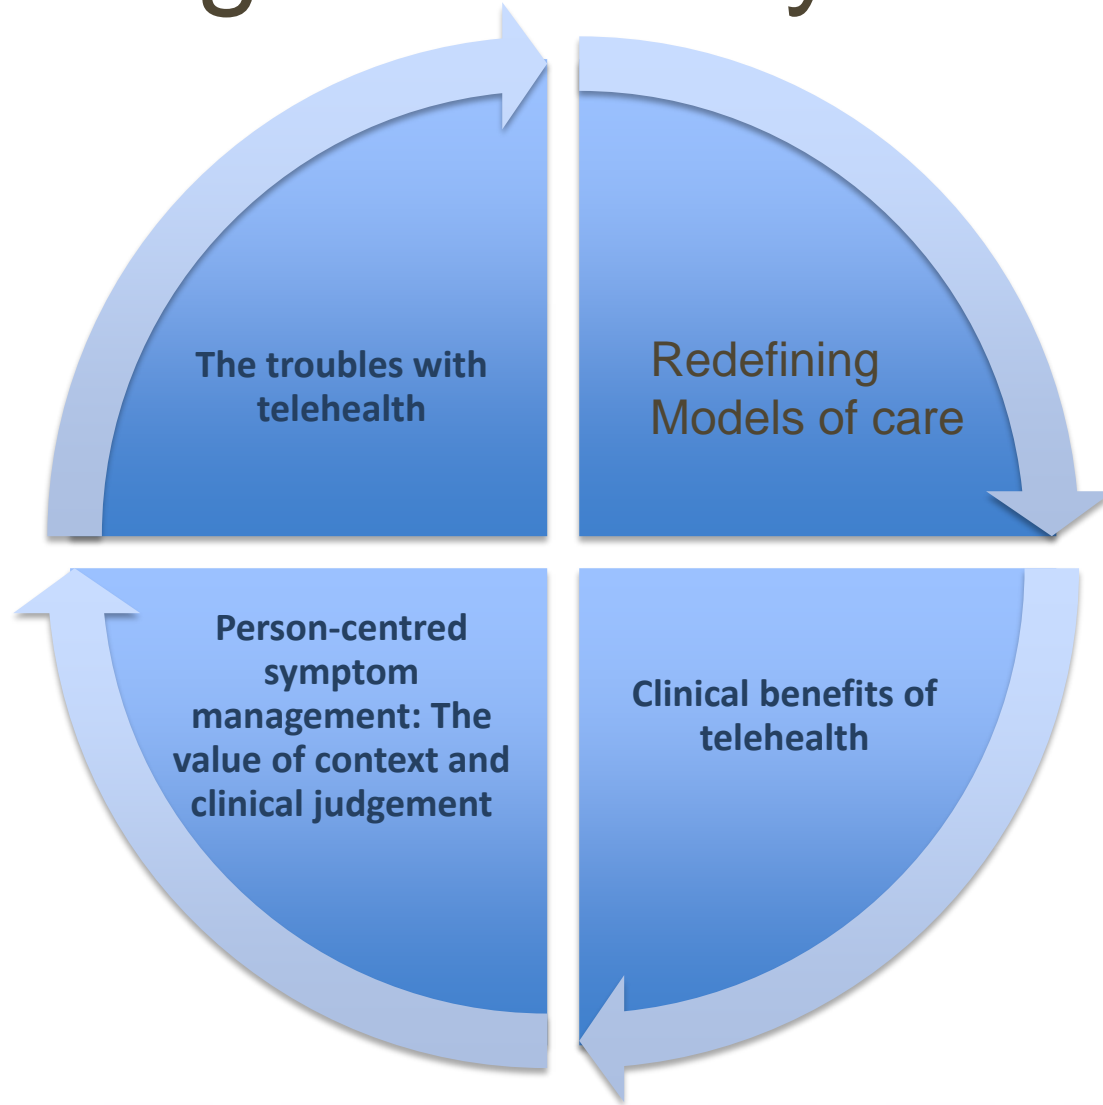 The troubles with
telehealth
Redefining
Models of care
Person-centred
symptom
management: The
value of context and
clinical judgement
Clinical benefits of
telehealth